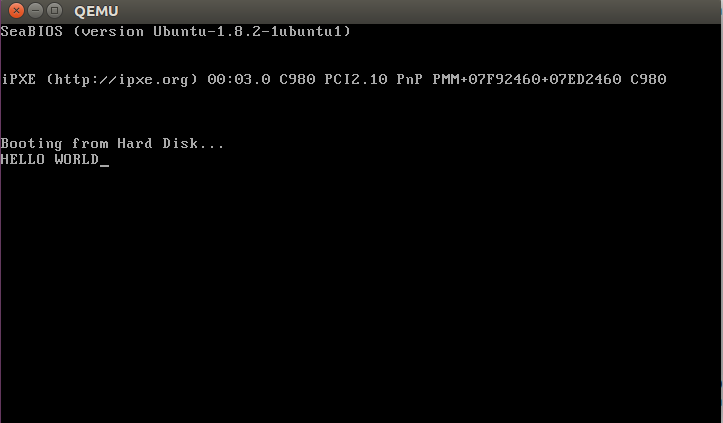 QEMU
SeaBIOS (version Ubuntu-1.8.2-1ubuntu1)
iPXE (http://ipxe.org) 00:03.0 C980 PCI2.10 PnP PMM+07F92460+07ED2460 C980
Booting from Hard Disk...
HELLO WORLD_